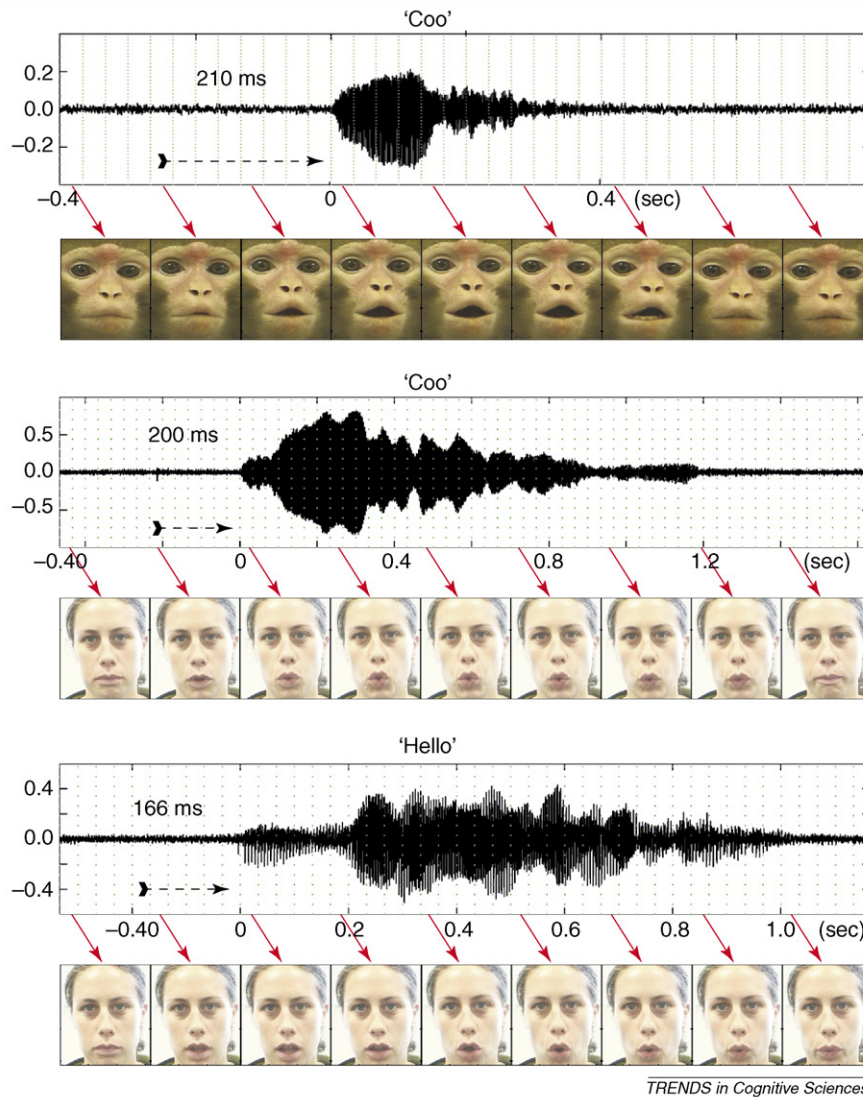 ‘Coo’
0.2
210 ms
0.0
–0.2
–0.4 0 0.4 (sec)
‘Coo’
0.5
200 ms
0.0
–0.5
–0.40 0 0.4 0.8 1.2 (sec)
‘Hello’
0.4
166 ms
0.0
–0.4
–0.40 0 0.2 0.4 0.6 0.8 1.0 (sec)
TRENDS in Cognitive Sciences